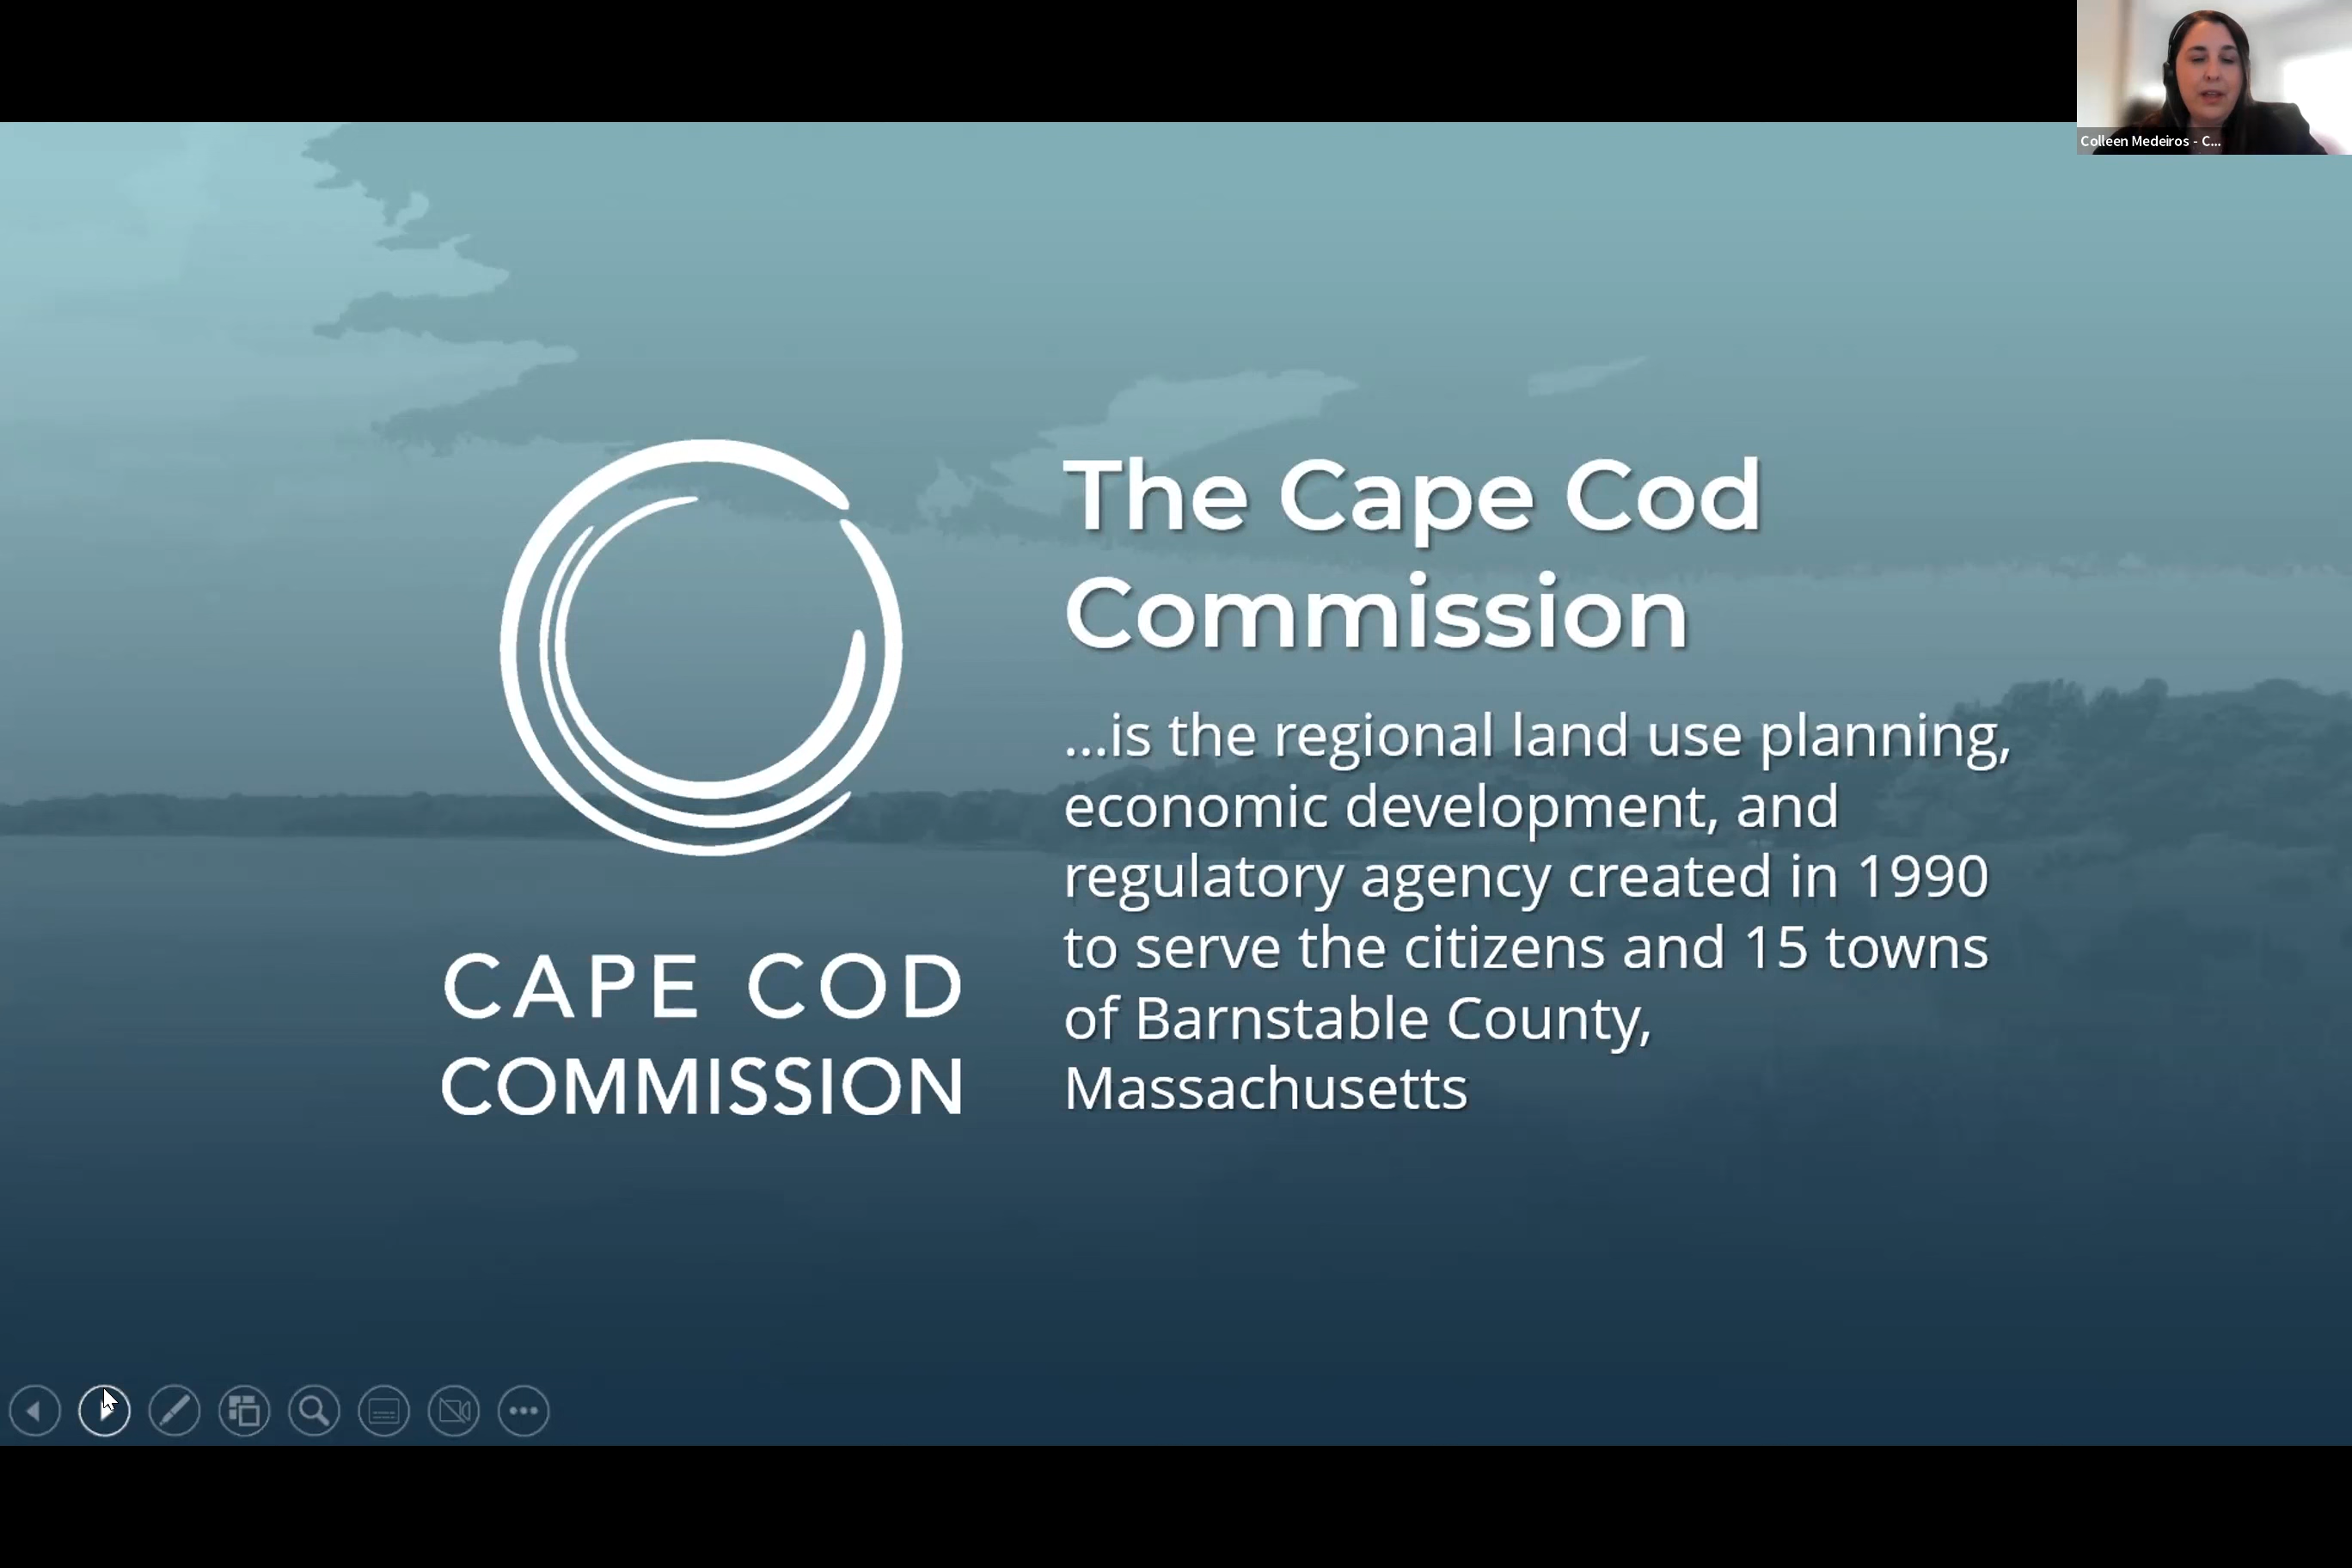 Colleen Medeiros - C...
The Cape Cod
Commission
...is the regional land use planning,
economic development, and
regulatory agency created in 1990
to serve the citizens and 15 towns
of Barnstable County,
Massachusetts
CAPE COD
COMMISSION